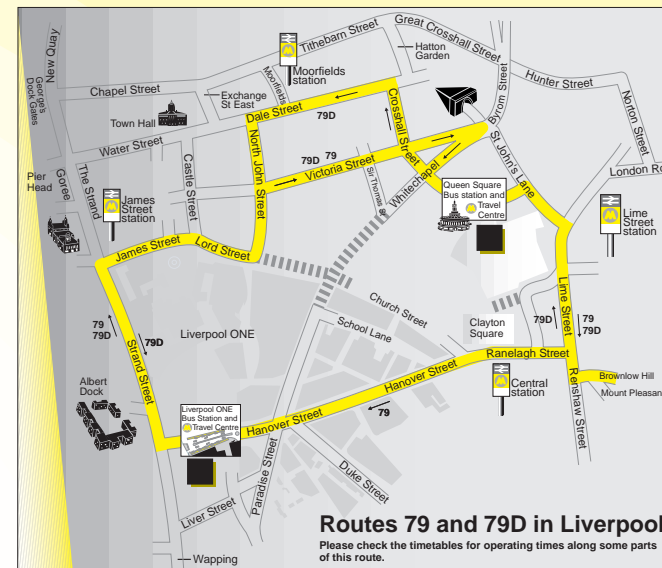 New Quay
George's
Dock Gates
Chapel Street
Tithebarn Street
Great Crosshall Street
Hatton
Garden
Hunter Street
Byrom Street
Norton Street
London Ro
Moorfields
station
Moorfields
Exchange
St East
Town Hall
Dale Street
79D
Crosshall Street
Water Street
Castle Street
North John Street
79D 79
Victoria Street
Sir Thomas St
Whitechapel
St John's Lane
Pier
Head
Goree
The Strand
James
Street
station
Queen Square
Bus station and
Travel
Centre
Lime
Street
station
James Street
Lord Street
79
79D
79D
Strand Street
Liverpool ONE
Church Street
School Lane
Clayton
Square
79D
Lime Street
79
79D
Ranelagh Street
Renshaw Street
Brownlow Hill
Mount Pleasant
Central
station
Albert
Dock
Liverpool ONE
Bus Station and
Travel Centre
Hanover Street
Hanover Street
79
Paradise Street
Duke Street
Liver Street
Wapping
Routes 79 and 79D in Liverpool
Please check the timetables for operating times along some parts
of this route.